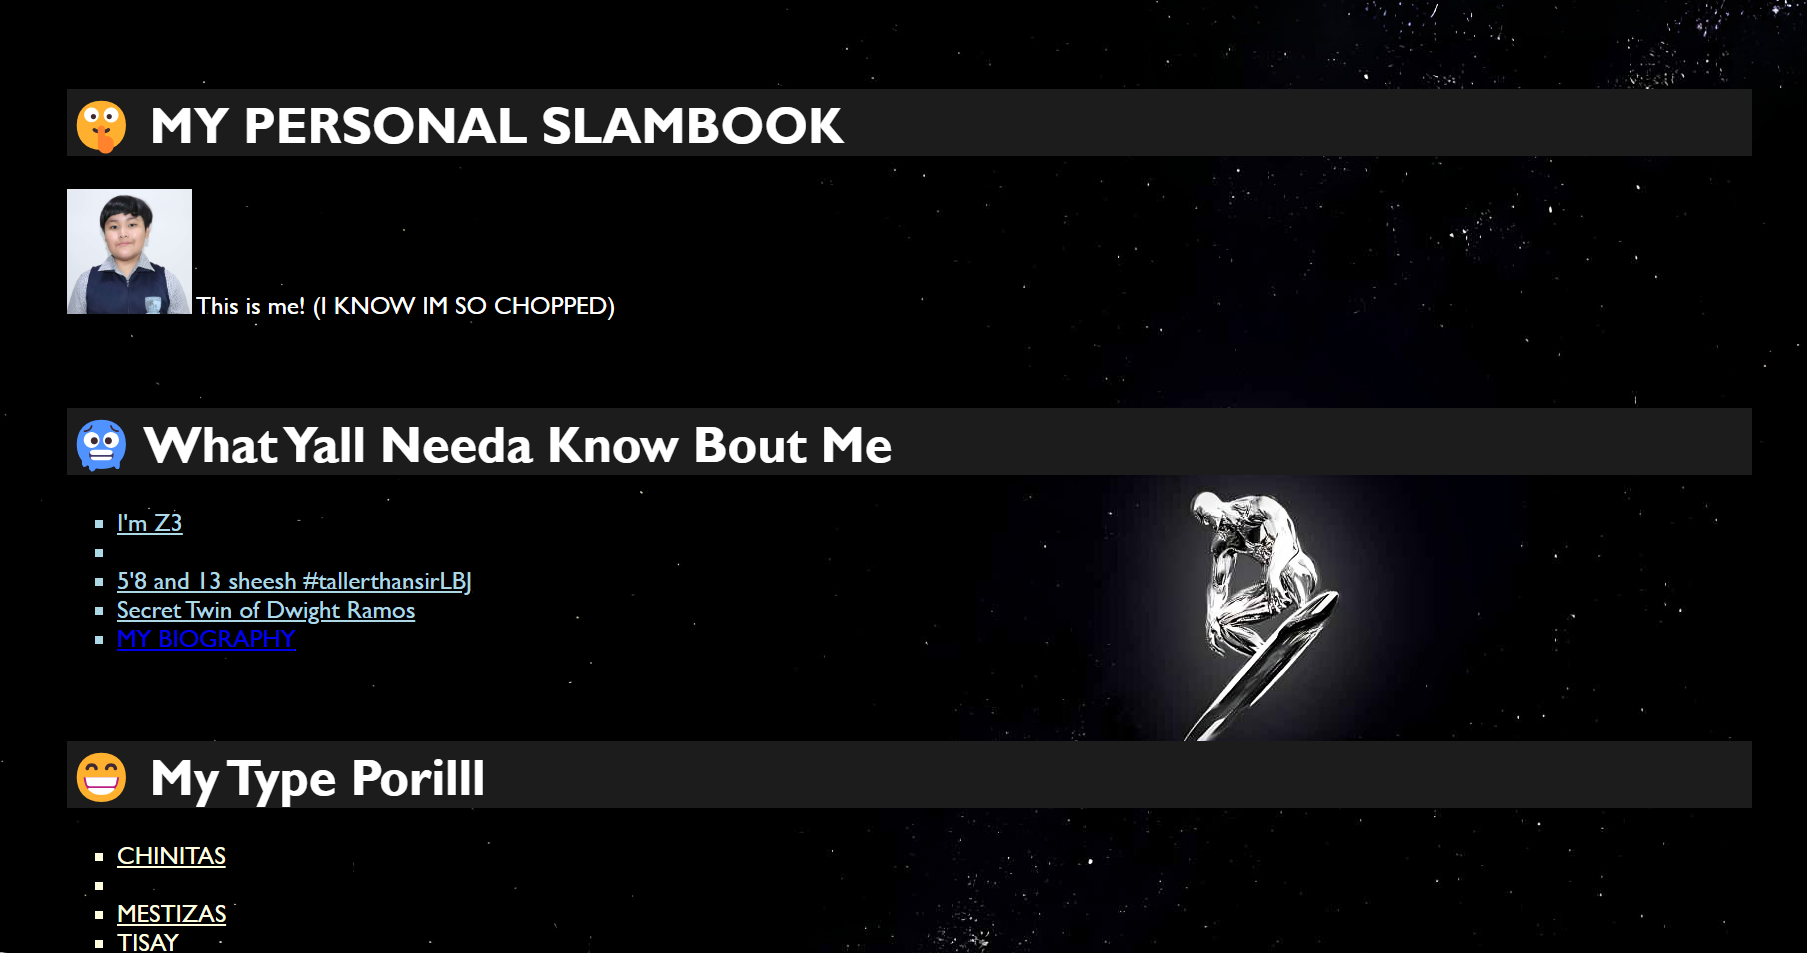 MY PERSONAL SLAMBOOK
This is me! (I KNOW IM SO CHOPPED)
What Yall Needa Know Bout Me
I'm Z3
5'8 and 13 sheesh #tallerthansirLBJ
Secret Twin of Dwight Ramos
MY BIOGRAPHY
My Type Porilll
CHINITAS
MESTIZAS
TISAY